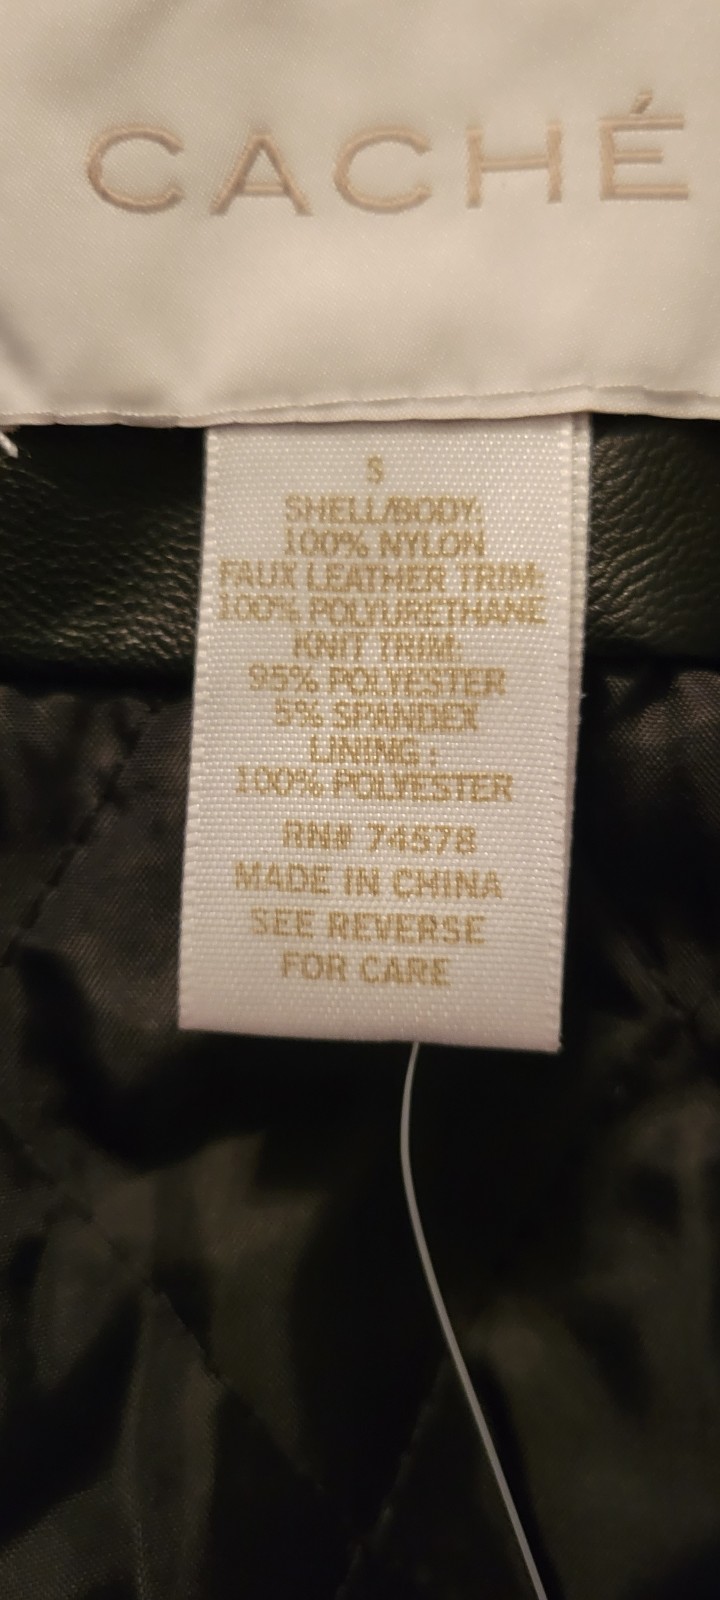 CACHÉ
S
SHELL/BODY:
100% NYLON
FAUX LEATHER TRIM:
100% POLYURETHANE
KNIT TRIM:
95% POLYESTER
5% SPANDEX
LINING :
100% POLYESTER
RN# 74578
MADE IN CHINA
SEE REVERSE
FOR CARE